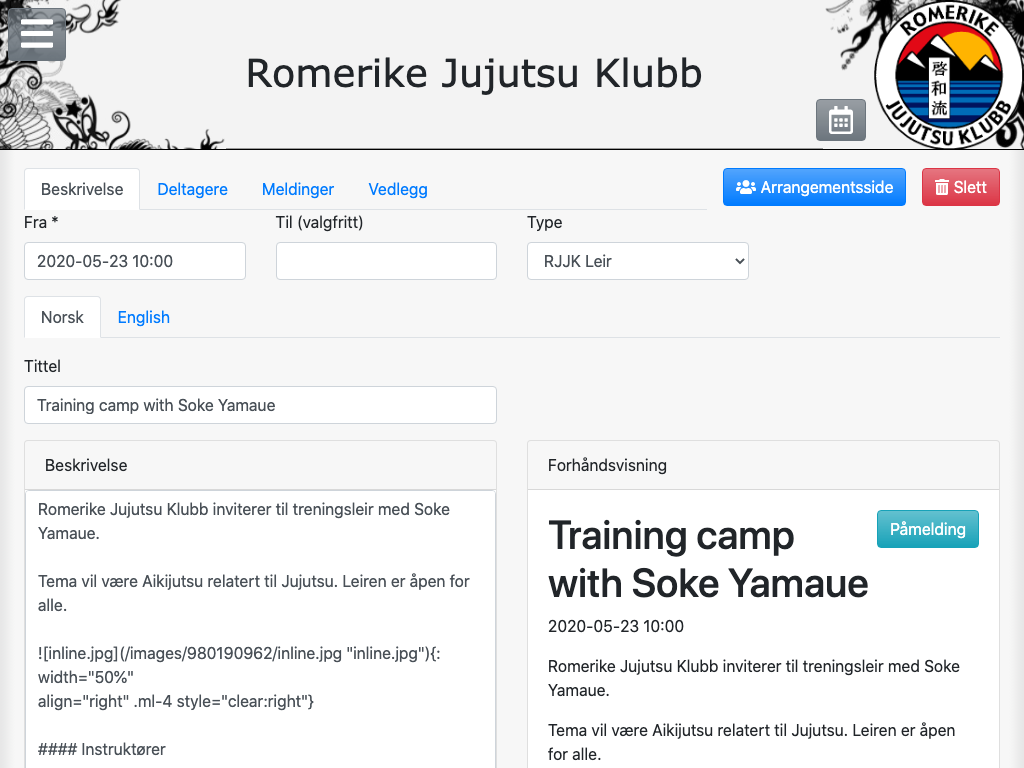 Romerike Jujutsu Klubb
ROMERIKE
啓和流
JUJUTSU KLUBB
Beskrivelse Deltagere Meldinger Vedlegg Arrangementsside Slett
Fra * Til (valgfritt) Type
2020-05-23 10:00 RJJK Leir
Norsk English
Tittel
Training camp with Soke Yamaue
Beskrivelse
Romerike Jujutsu Klubb inviterer til treningsleir med Soke
Yamaue.
Tema vil være Aikijutsu relatert til Jujutsu. Leiren er åpen for
alle.
![inline.jpg](/images/980190962/inline.jpg "inline.jpg"){:
width="50%"
align="right" .ml-4 style="clear:right"}
#### Instruktører
Forhåndsvisning
Påmelding
Training camp
with Soke Yamaue
2020-05-23 10:00
Romerike Jujutsu Klubb inviterer til treningsleir med Soke
Yamaue.
Tema vil være Aikijutsu relatert til Jujutsu. Leiren er åpen
for alle.